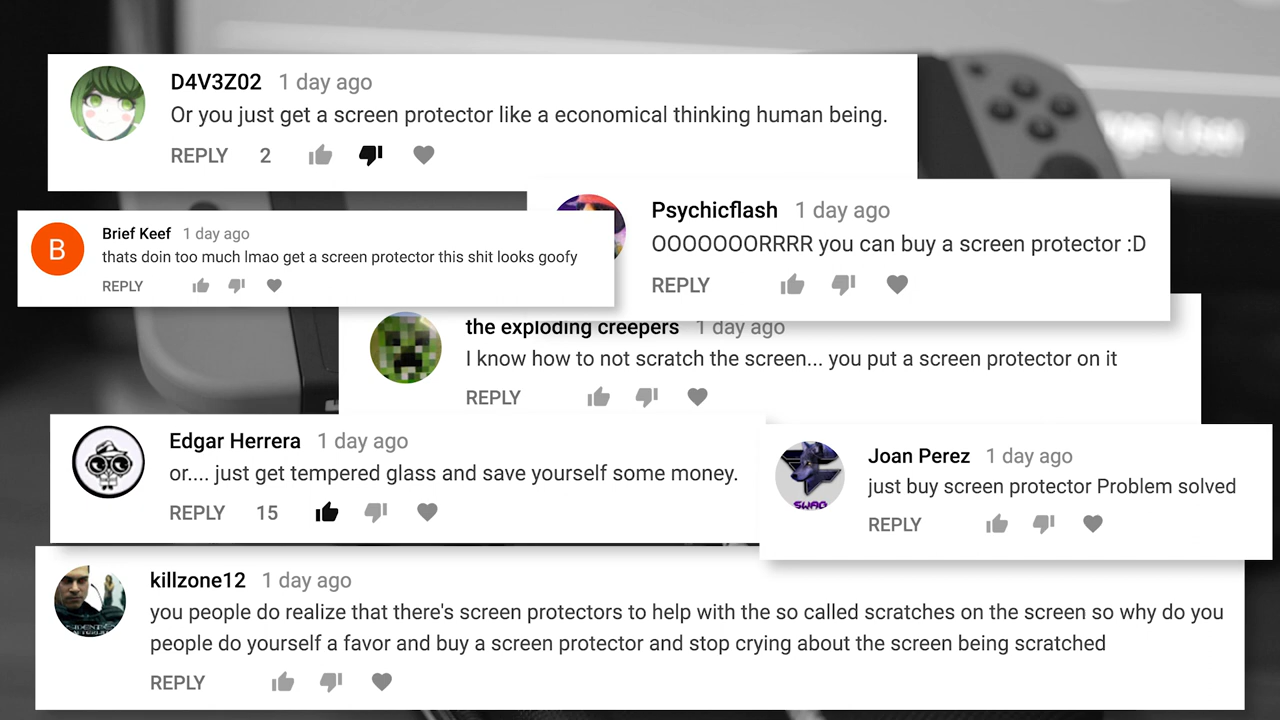 D4V3Z02 1 day ago
Or you just get a screen protector like a economical thinking human being.
REPLY 2
Psychicflash 1 day ago
OOOOOOORRRR you can buy a screen protector :D
REPLY
B
Brief Keef 1 day ago
thats doin too much lmao get a screen protector this shit looks goofy
REPLY
the exploding creepers 1 day ago
I know how to not scratch the screen... you put a screen protector on it
REPLY
Edgar Herrera 1 day ago
or.... just get tempered glass and save yourself some money.
REPLY 15
Joan Perez 1 day ago
just buy screen protector Problem solved
REPLY
SWAG
killzone12 1 day ago
you people do realize that there's screen protectors to help with the so called scratches on the screen so why do you
people do yourself a favor and buy a screen protector and stop crying about the screen being scratched
REPLY
User